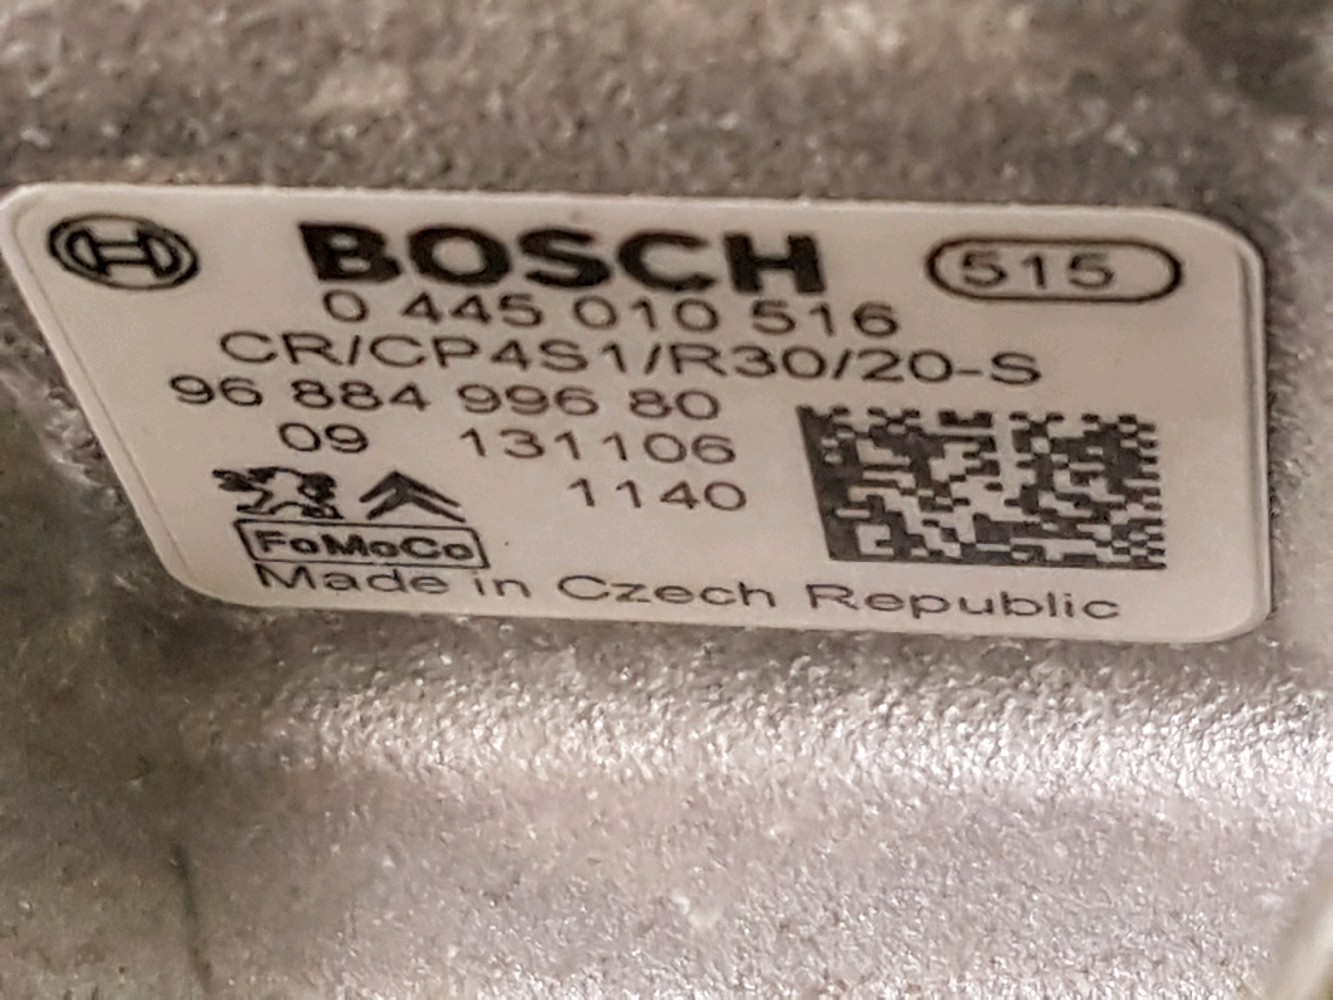 BOSCH 515
0 445 010 516
CR/CP4S1/R30/20-S
96 884 996 80
09 131106
1140
FoMoCo
Made in Czech Republic